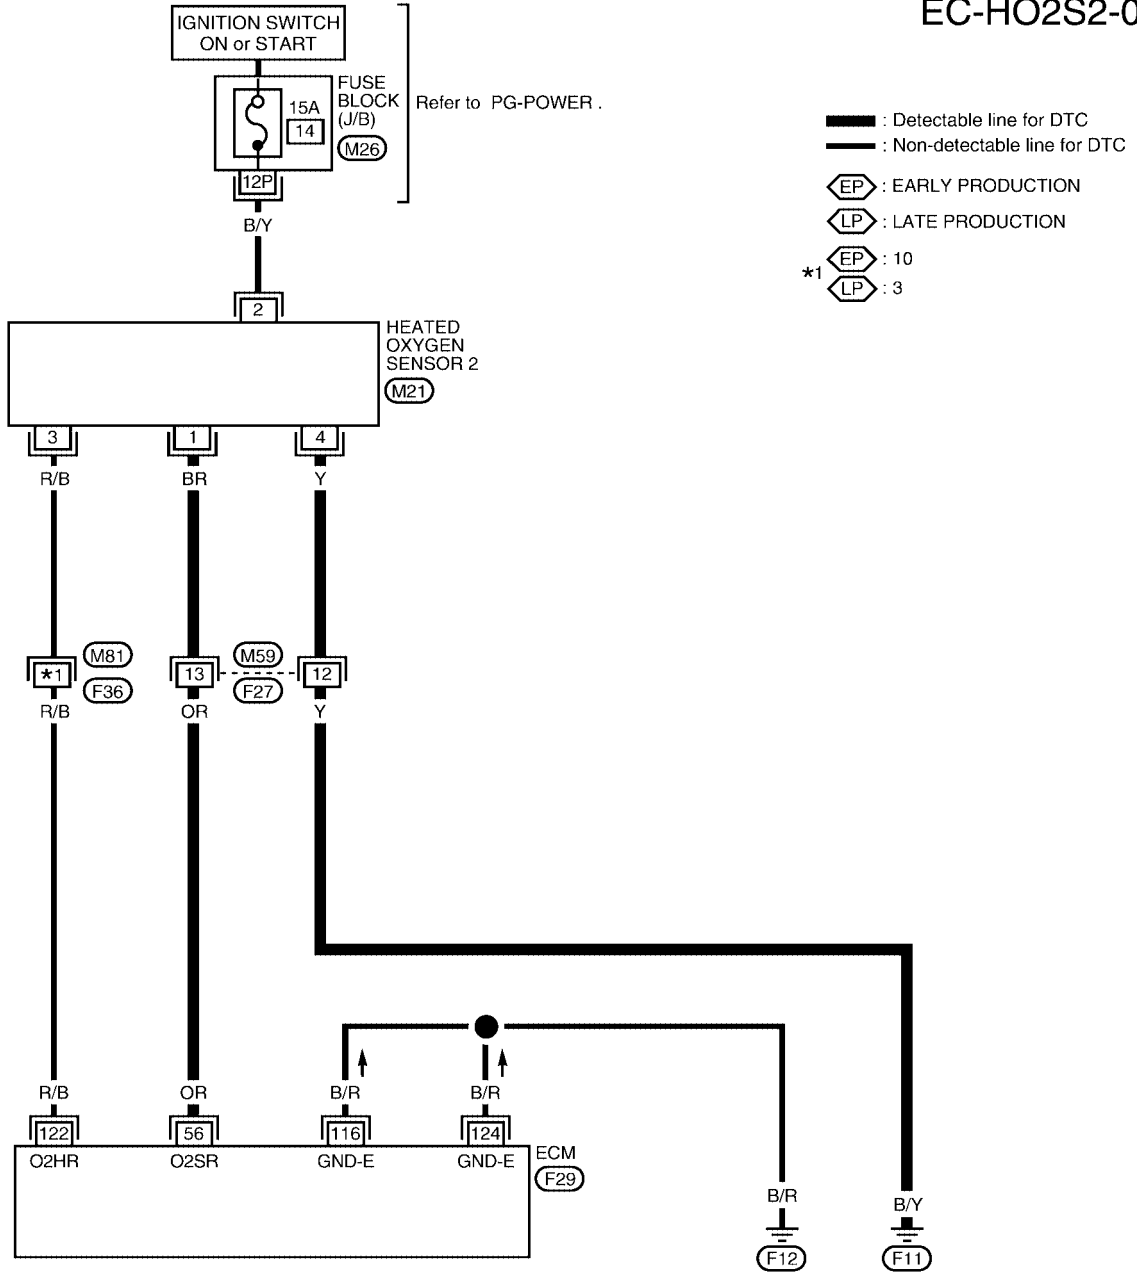 EC-HO2S2-0
IGNITION SWITCH
ON or START
FUSE
BLOCK
(J/B)
M26
15A
14
12P
Refer to PG-POWER .
: Detectable line for DTC
: Non-detectable line for DTC
EP : EARLY PRODUCTION
LP : LATE PRODUCTION
*1
EP : 10
LP : 3
B/Y
2
HEATED
OXYGEN
SENSOR 2
M21
3 1 4
R/B BR Y
M81 M59
*1 13 12
F36 F27
R/B OR Y
R/B OR B/R B/R
122 56 116 124
O2HR O2SR GND-E GND-E
ECM
F29
B/R B/Y
F12 F11